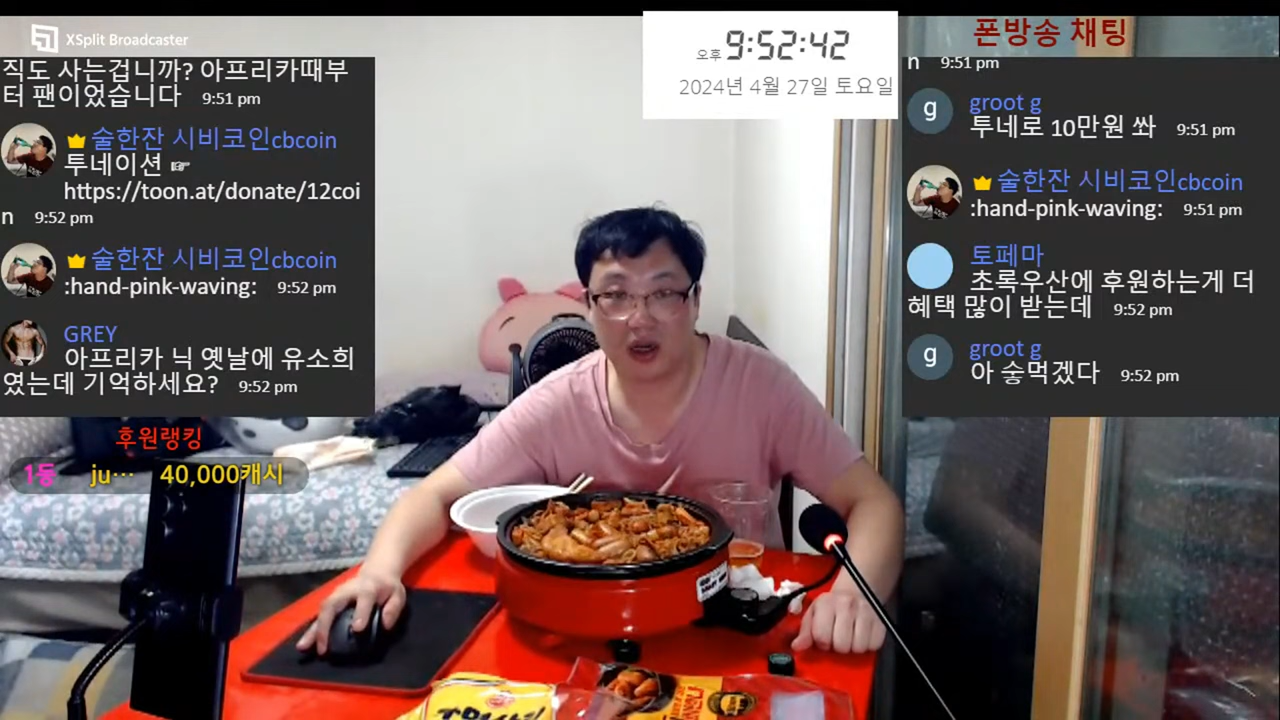 XSplit Broadcaster
직도 사는겁니까? 아프리카때부
터 팬이었습니다 9:51 pm
술한잔 시비코인cbcoin
투네이션 ☞
https://toon.at/donate/12coi
n 9:52 pm
술한잔 시비코인cbcoin
:hand-pink-waving: 9:52 pm
GREY
아프리카 닉 옛날에 유소희
였는데 기억하세요? 9:52 pm
후원랭킹
1등 ju… 40,000캐시
오후 9:52:42
2024년 4월 27일 토요일
폰방송 채팅
n 9:51 pm
g groot g
투네로 10만원 쏴 9:51 pm
술한잔 시비코인cbcoin
:hand-pink-waving: 9:51 pm
토페마
초록우산에 후원하는게 더
혜택 많이 받는데 9:52 pm
g groot g
아 숳먹겠다 9:52 pm